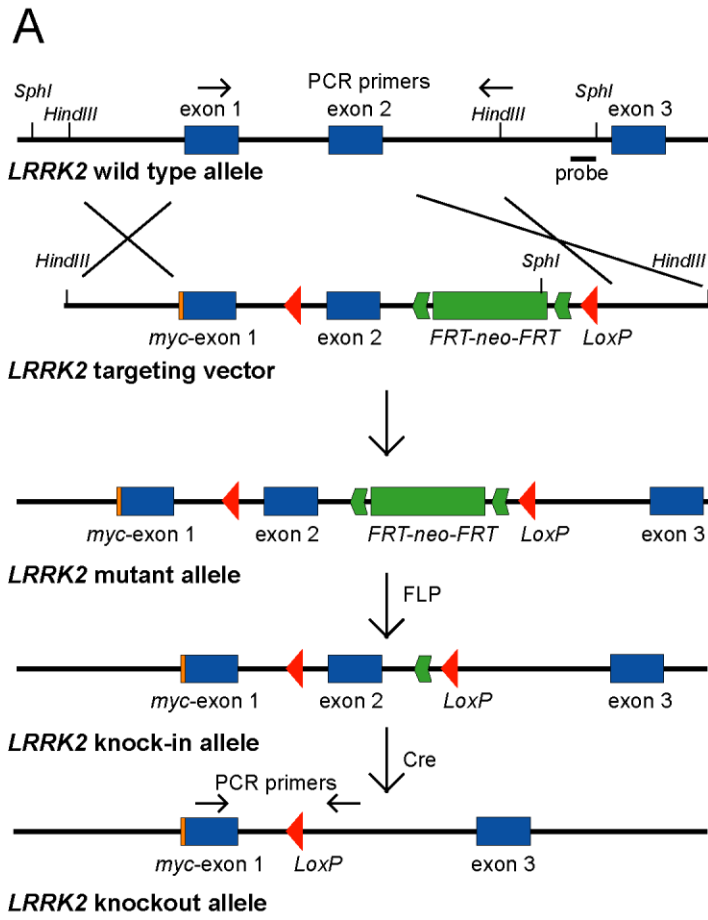 A
PCR primers
SphI HindIII exon 1 exon 2 HindIII SphI exon 3
LRRK2 wild type allele
probe
HindIII SphI HindIII
myc-exon 1 exon 2 FRT-neo-FRT LoxP
LRRK2 targeting vector
myc-exon 1 exon 2 FRT-neo-FRT LoxP exon 3
LRRK2 mutant allele
FLP
myc-exon 1 exon 2 LoxP exon 3
LRRK2 knock-in allele
Cre
PCR primers
myc-exon 1 LoxP exon 3
LRRK2 knockout allele